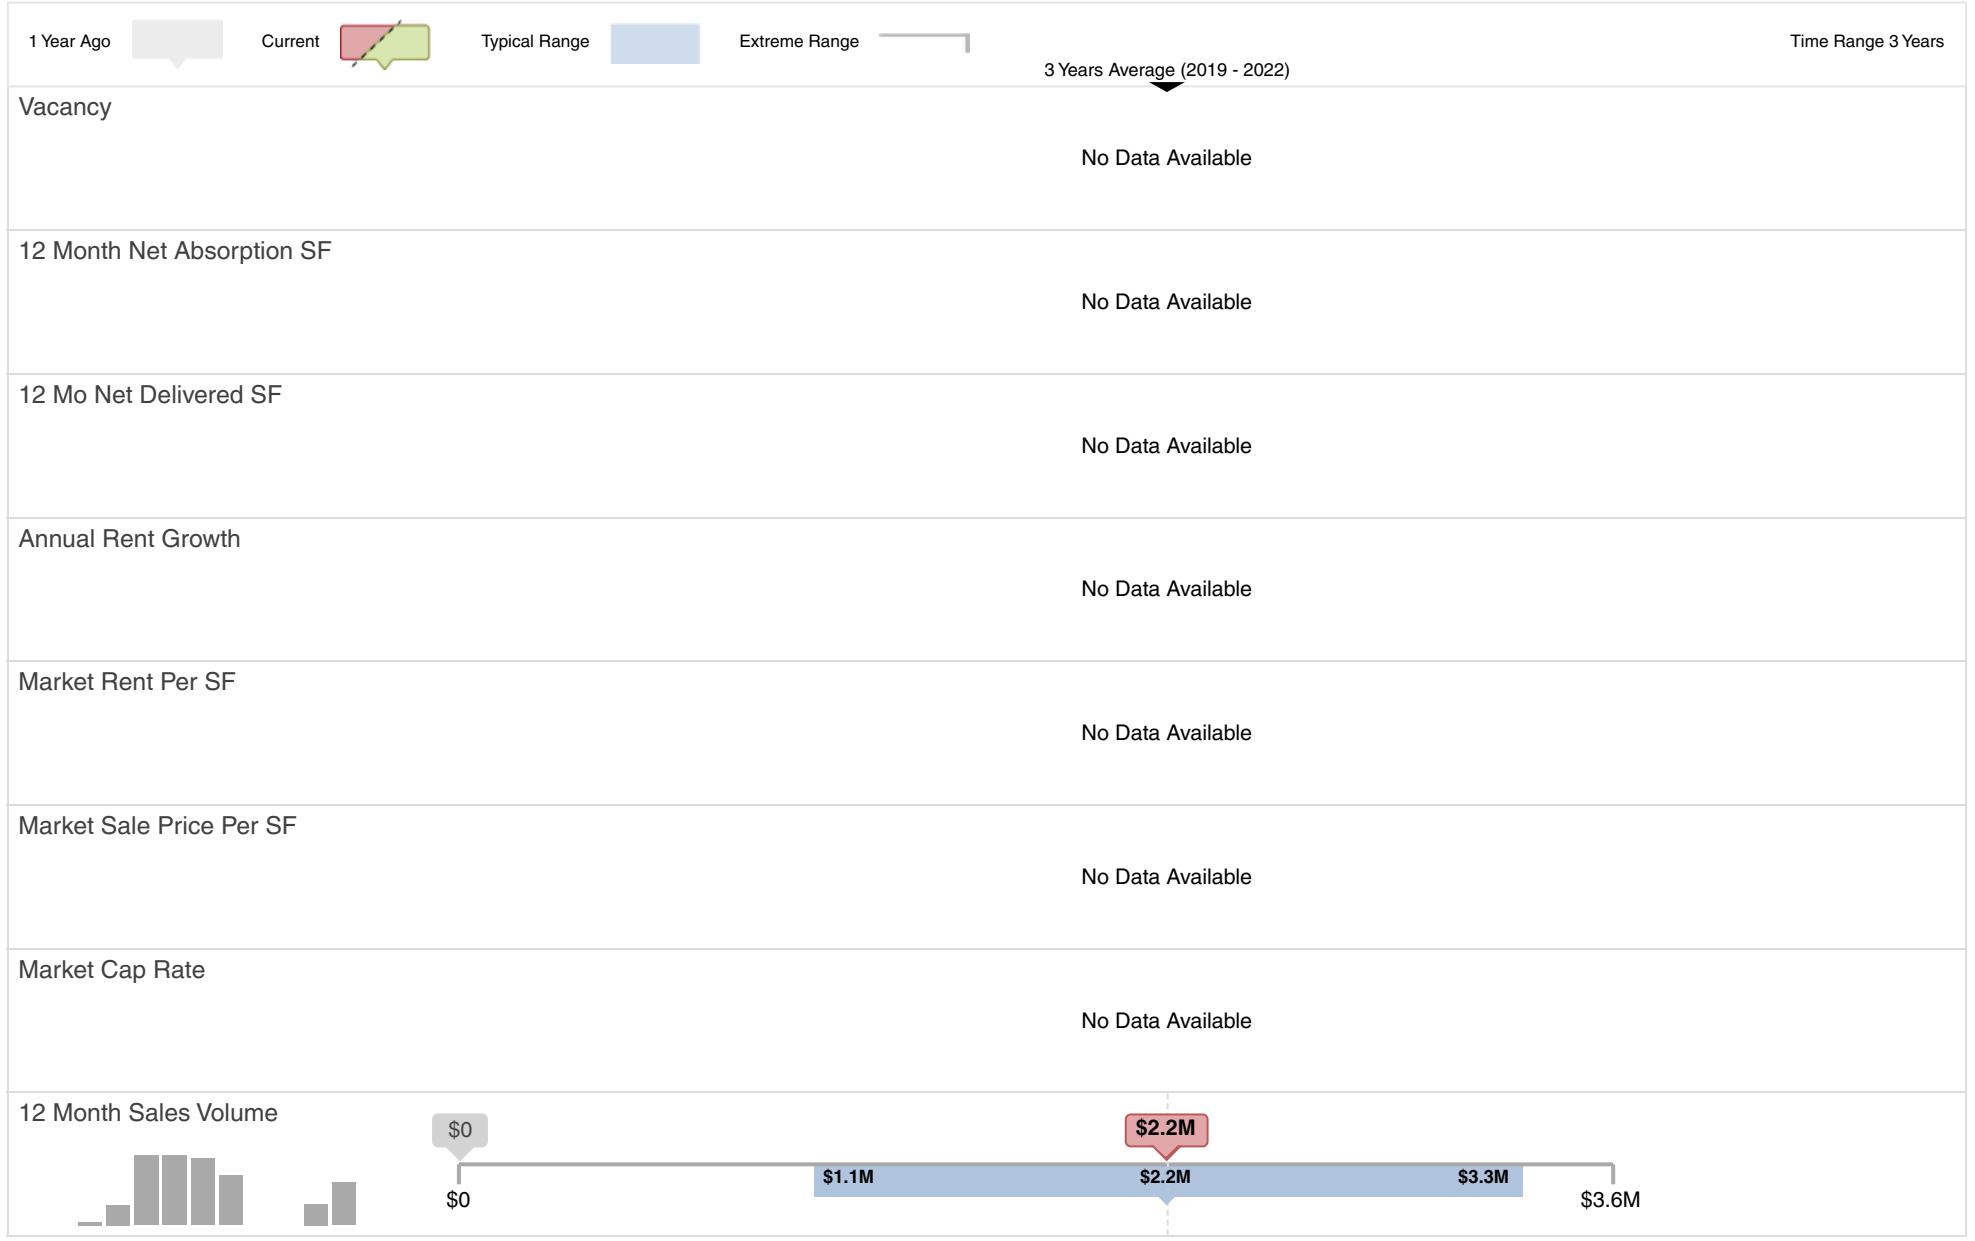 1 Year Ago
Current
Typical Range
Extreme Range
Time Range 3 Years
3 Years Average (2019 - 2022)
Vacancy
No Data Available
12 Month Net Absorption SF
No Data Available
12 Mo Net Delivered SF
No Data Available
Annual Rent Growth
No Data Available
Market Rent Per SF
No Data Available
Market Sale Price Per SF
No Data Available
Market Cap Rate
No Data Available
12 Month Sales Volume
$0
$2.2M
$1.1M
$2.2M
$3.3M
$0
$3.6M